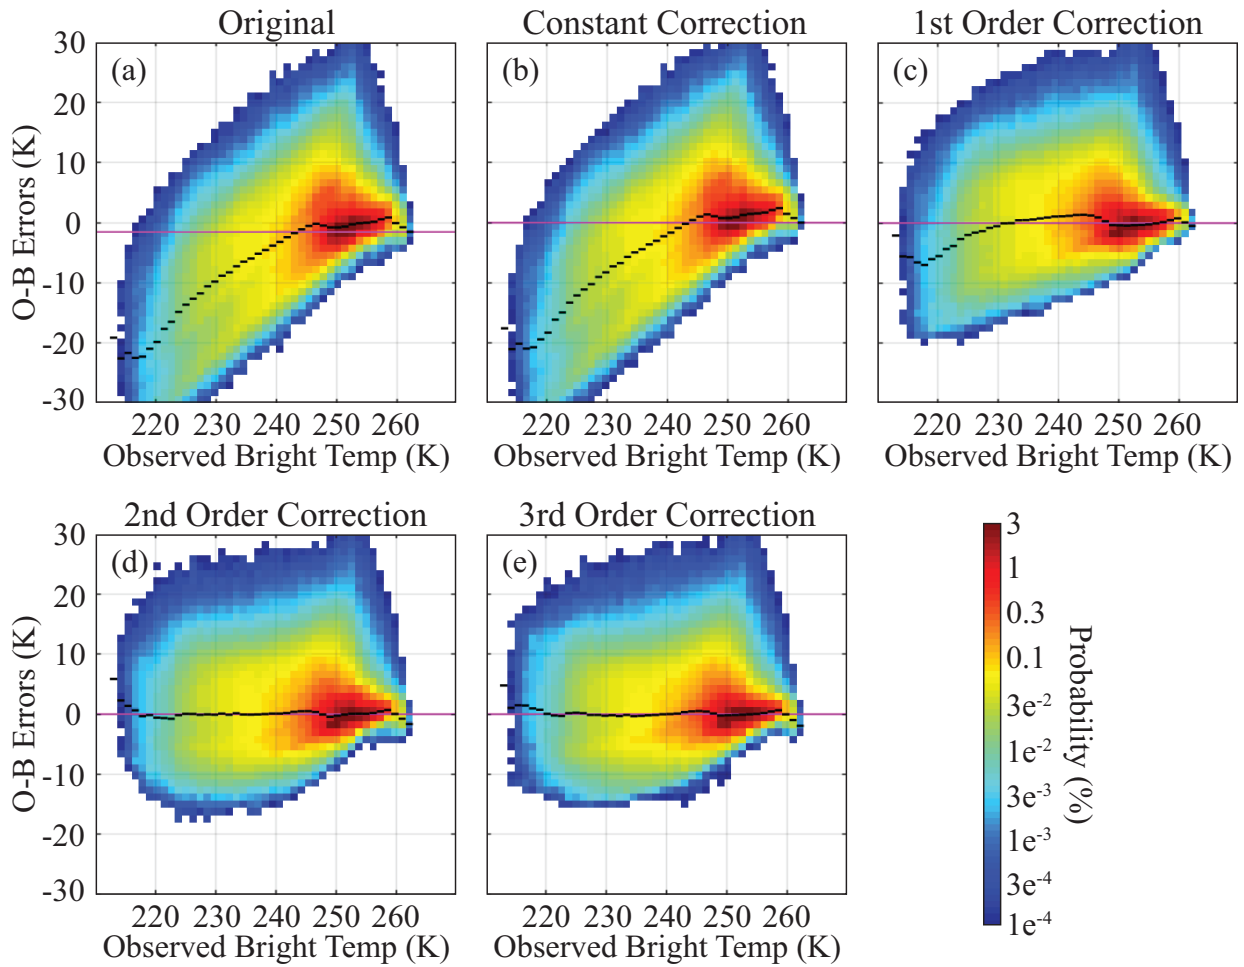 Original
Constant Correction
1st Order Correction
(a)
(b)
(c)
30
20
10
0
-10
-20
-30
O-B Errors (K)
220 230 240 250 260
220 230 240 250 260
220 230 240 250 260
Observed Bright Temp (K)
Observed Bright Temp (K)
Observed Bright Temp (K)
2nd Order Correction
3rd Order Correction
(d)
(e)
30
20
10
0
-10
-20
-30
O-B Errors (K)
220 230 240 250 260
220 230 240 250 260
Observed Bright Temp (K)
Observed Bright Temp (K)
3
1
0.3
0.1
3e-2
1e-2
3e-3
1e-3
3e-4
1e-4
Probability (%)